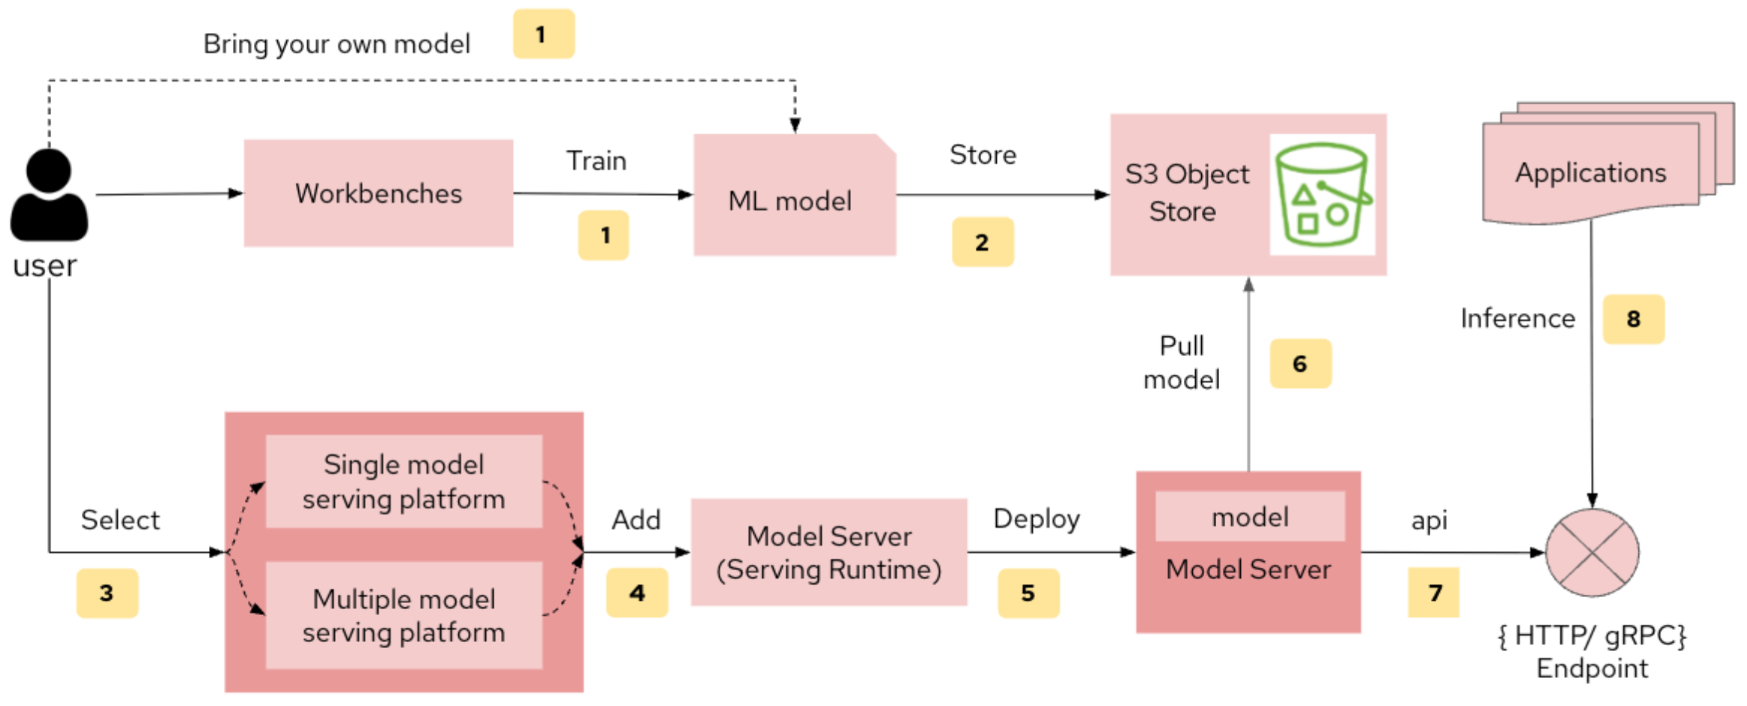 Bring your own model
1
user
Workbenches
Train
1
ML model
Store
2
S3 Object
Store
Applications
Inference
8
Pull
model
6
Select
3
Single model
serving platform
Multiple model
serving platform
Add
4
Model Server
(Serving Runtime)
Deploy
5
model
Model Server
api
7
{ HTTP/ gRPC}
Endpoint